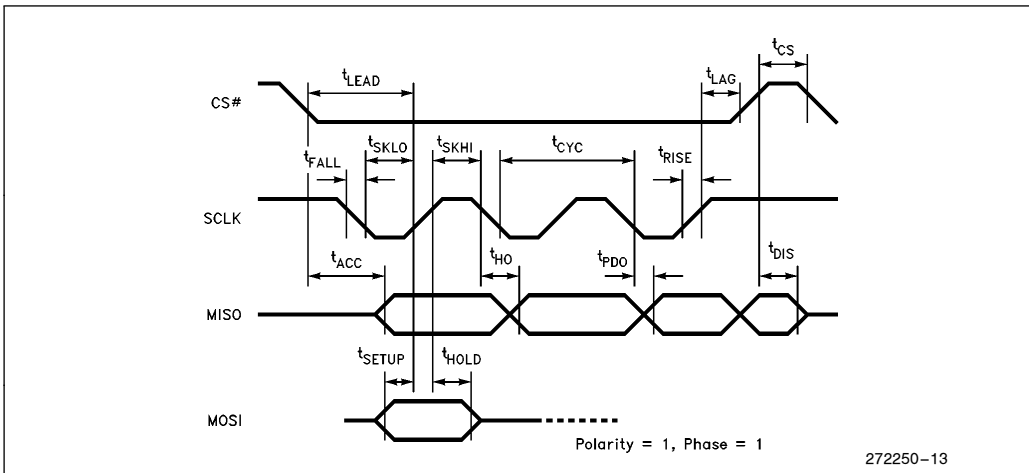 tCS
tLEAD
tLAG
CS#
tFALL
tSKLO
tSKHI
tCYC
tRISE
SCLK
tACC
tHO
tPDO
tDIS
MISO
tSETUP
tHOLD
MOSI
Polarity = 1, Phase = 1
272250-13